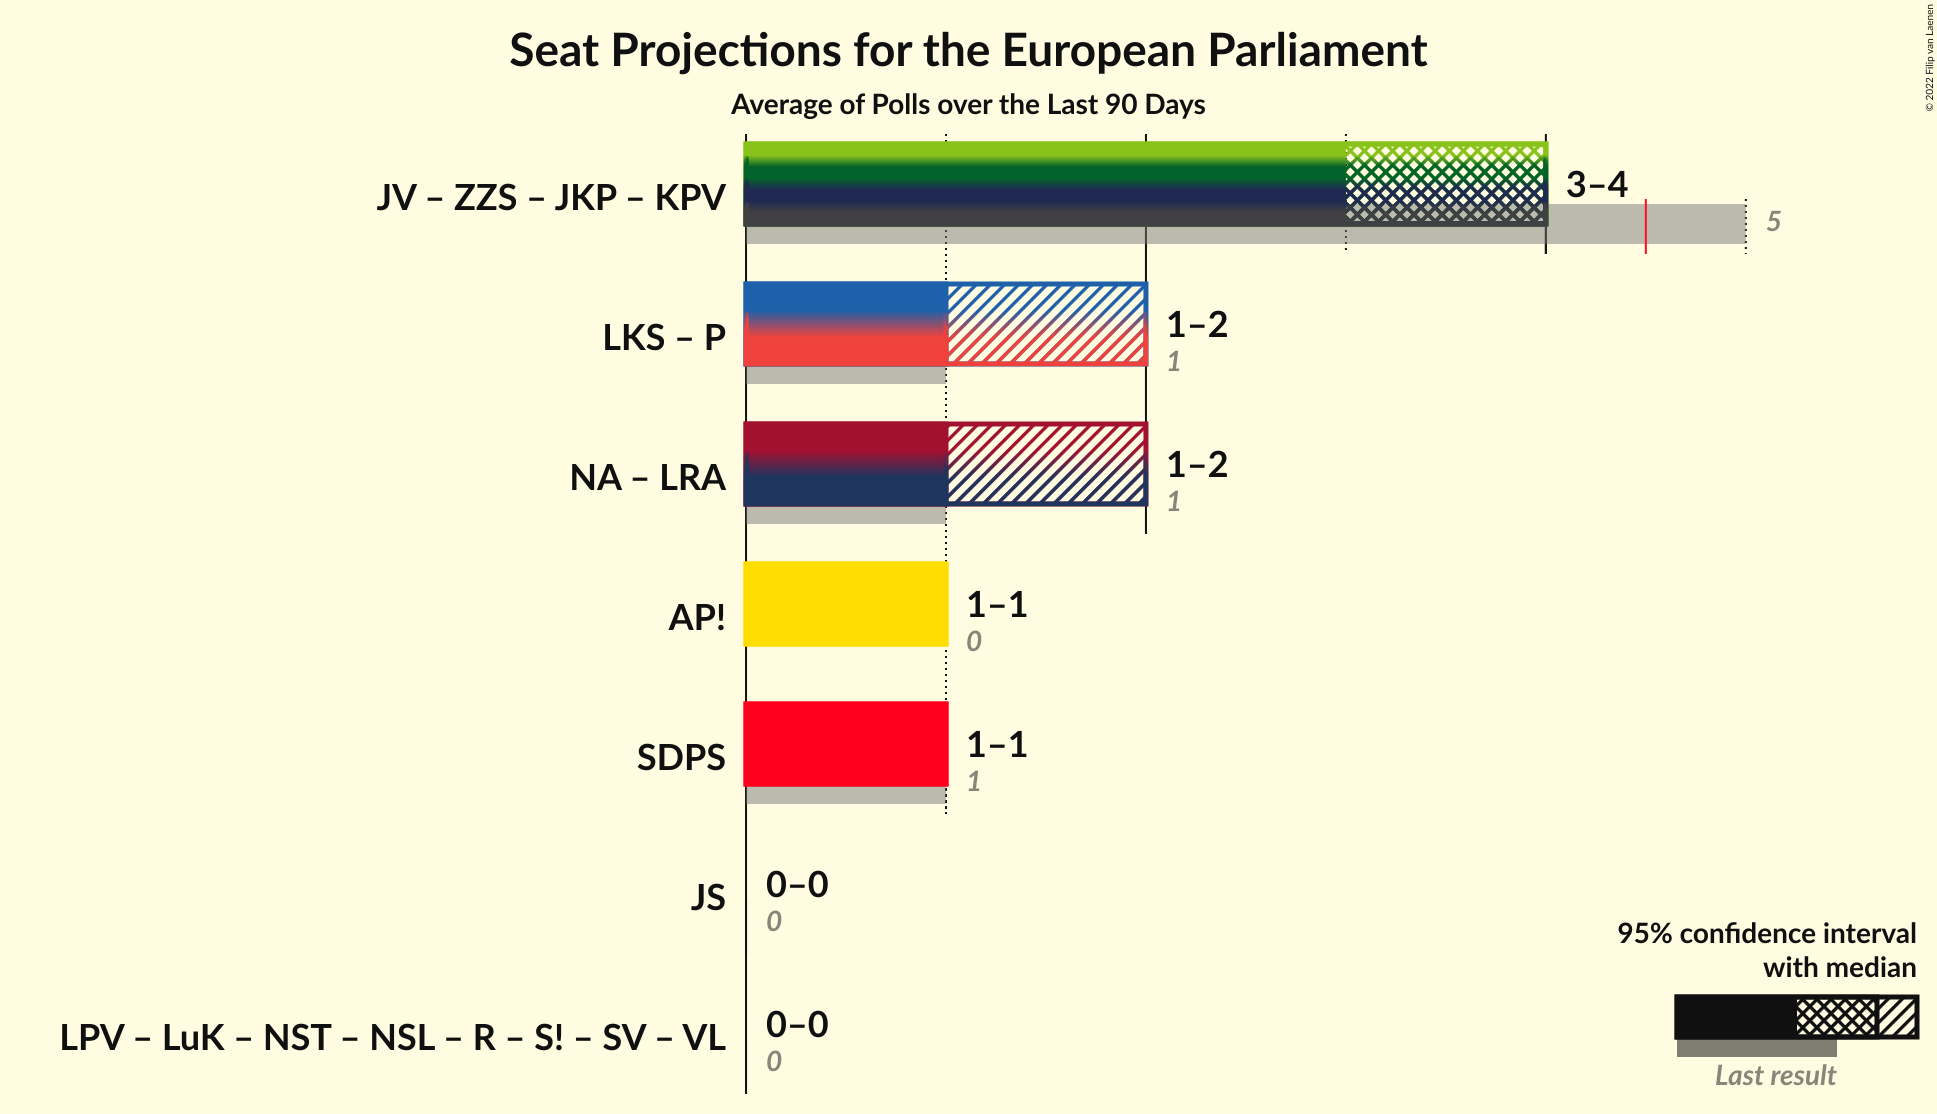 Seat Projections for the European Parliament
Average of Polls over the Last 90 Days
© 2022 Filip van Laenen
JV – ZZS – JKP – KPV
3–4
5
LKS – P
1–2
1
NA – LRA
1–2
1
AP!
1–1
0
SDPS
1–1
1
JS
0–0
0
LPV – LuK – NST – NSL – R – S! – SV – VL
0–0
0
95% confidence interval
with median
Last result